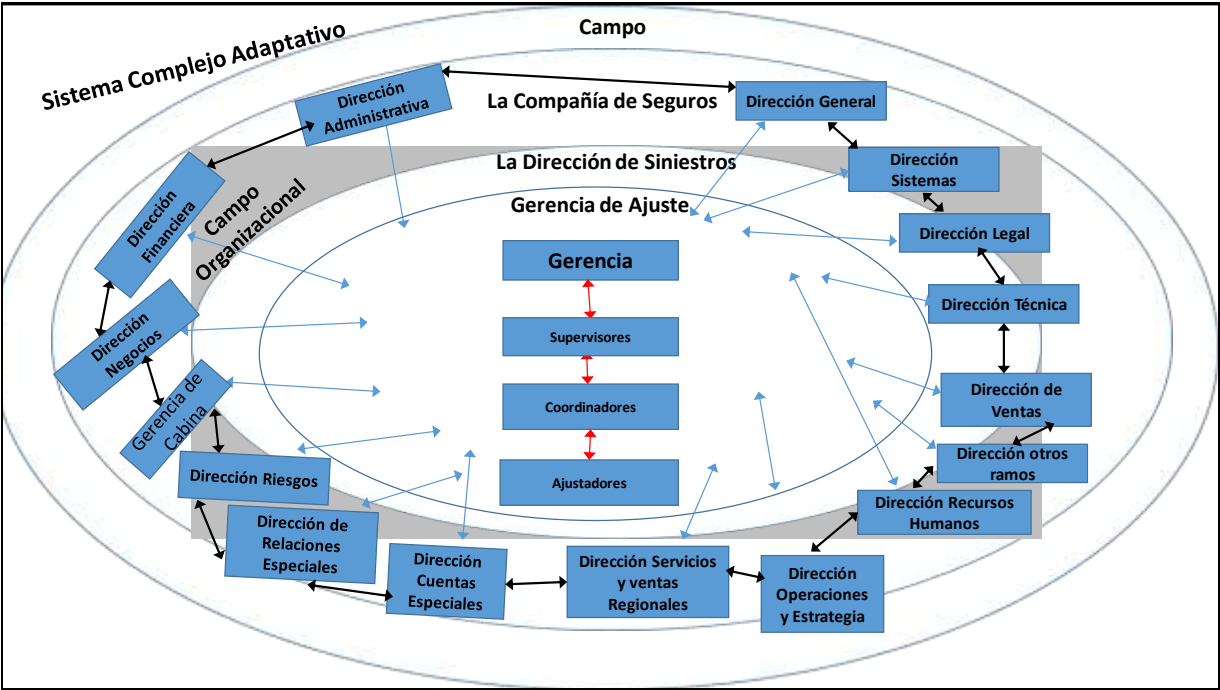 Campo
Sistema Complejo Adaptativo
La Compañía de Seguros
La Dirección de Siniestros
Gerencia de Ajuste
Campo
Organizacional
Gerencia
Supervisores
Coordinadores
Ajustadores
Dirección
Administrativa
Dirección General
Dirección
Sistemas
Dirección Legal
Dirección Técnica
Dirección de
Ventas
Dirección otros
ramos
Dirección Recursos
Humanos
Dirección
Operaciones
y Estrategia
Dirección Servicios
y ventas
Regionales
Dirección
Cuentas
Especiales
Dirección de
Relaciones
Especiales
Dirección Riesgos
Gerencia de
Cabina
Dirección
Negocios
Dirección
Financiera